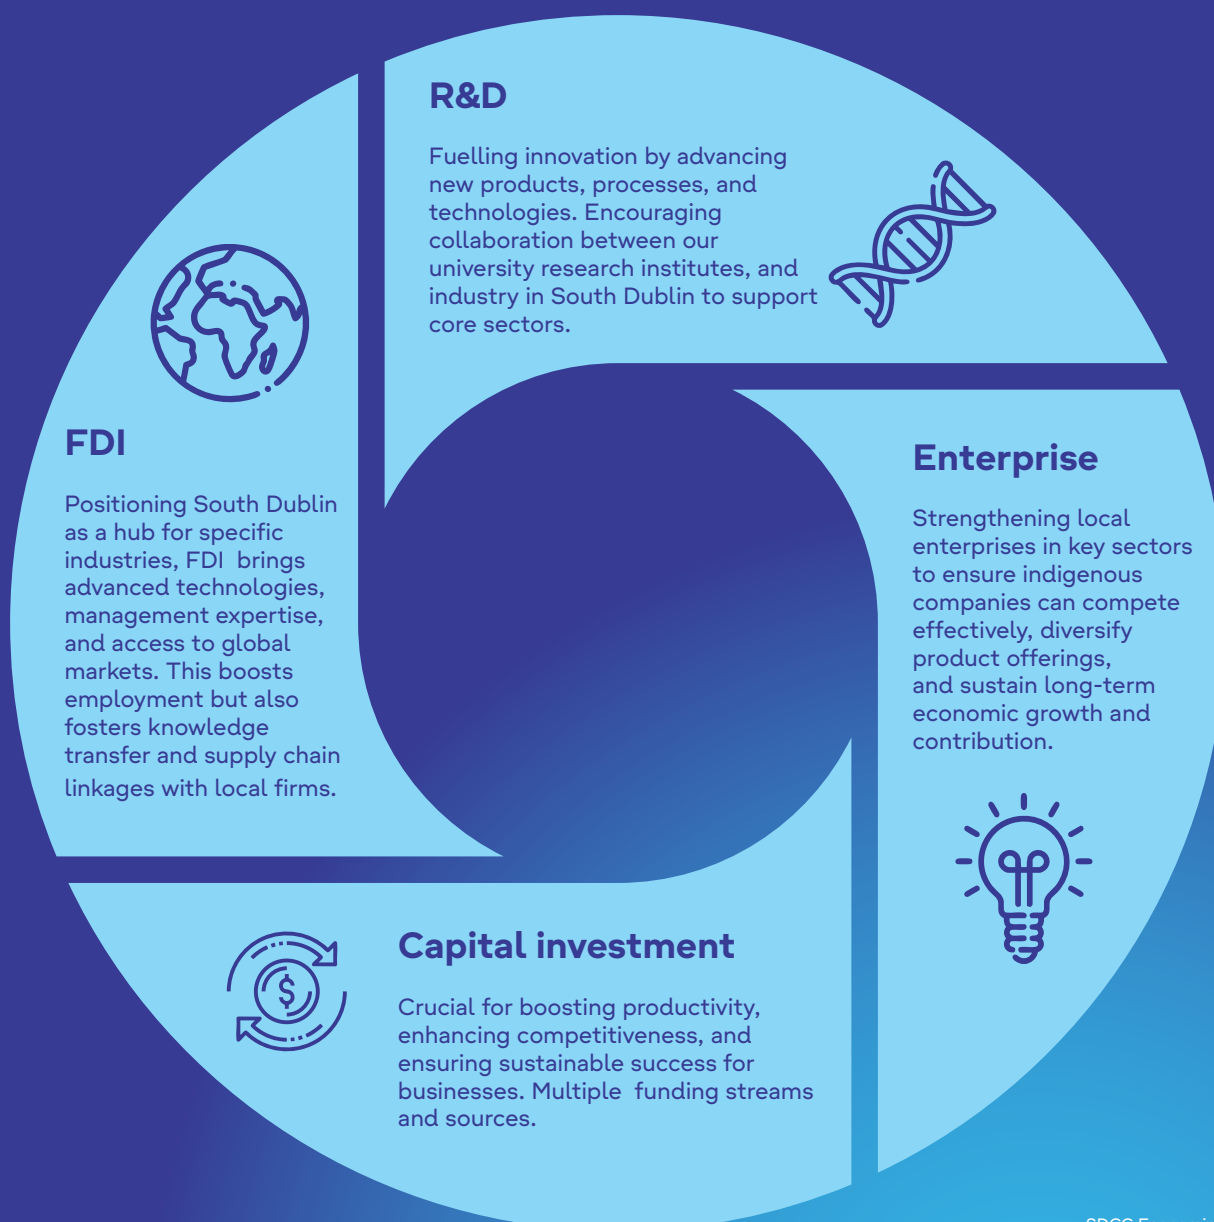 R&D
Fuelling innovation by advancing
new products, processes, and
technologies. Encouraging
collaboration between our
university research institutes, and
industry in South Dublin to support
core sectors.
FDI
Positioning South Dublin
as a hub for specific
industries, FDI  brings
advanced technologies,
management expertise,
and access to global
markets. This boosts
employment but also
fosters knowledge
transfer and supply chain
linkages with local firms.
Enterprise
Strengthening local
enterprises in key sectors
to ensure indigenous
companies can compete
effectively, diversify
product offerings,
and sustain long-term
economic growth and
contribution.
Capital investment
Crucial for boosting productivity,
enhancing competitiveness, and
ensuring sustainable success for
businesses. Multiple  funding streams
and sources.
$